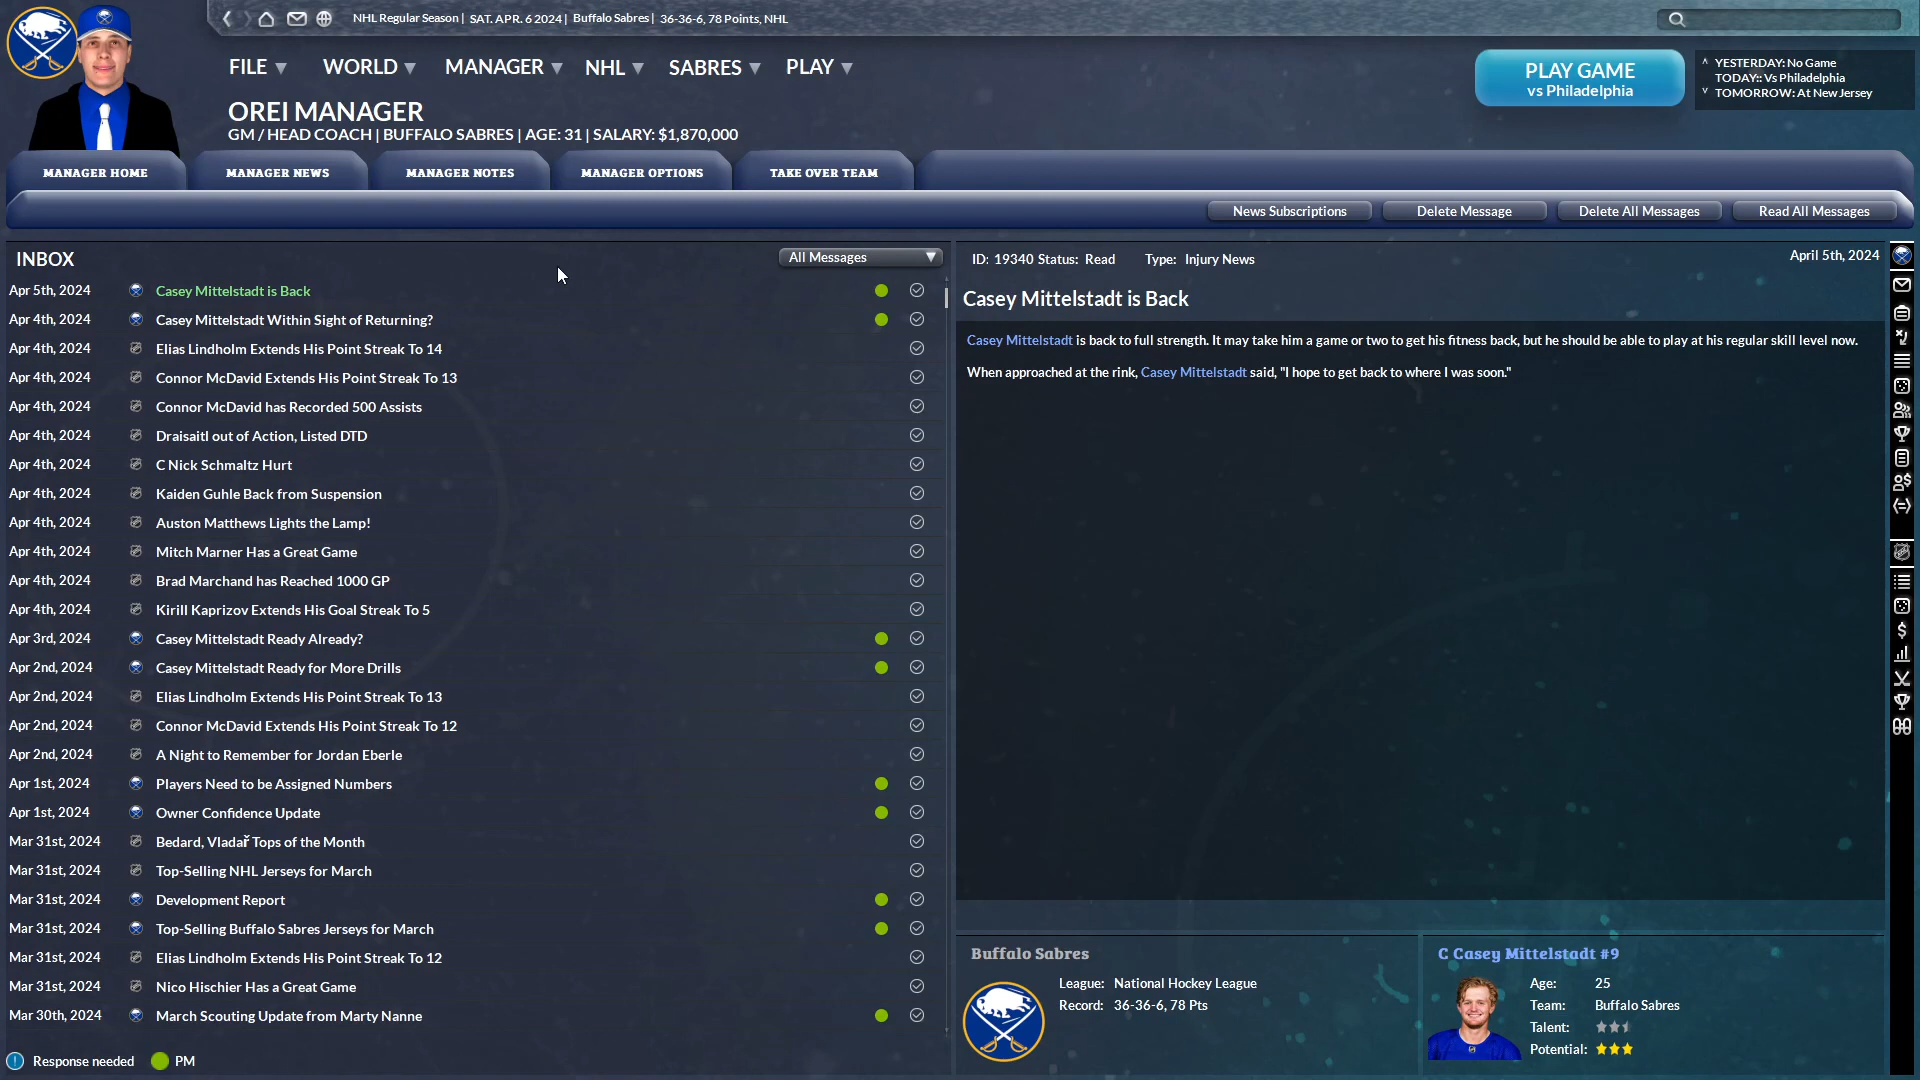 NHL Regular Season | SAT. APR. 6 2024 | Buffalo Sabres | 36-36-6, 78 Points, NHL
FILE WORLD MANAGER NHL SABRES PLAY
PLAY GAME
vs Philadelphia
YESTERDAY: No Game
TODAY:: Vs Philadelphia
TOMORROW: At New Jersey
OREI MANAGER
GM / HEAD COACH | BUFFALO SABRES | AGE: 31 | SALARY: $1,870,000
MANAGER HOME MANAGER NEWS MANAGER NOTES MANAGER OPTIONS TAKE OVER TEAM
News Subscriptions Delete Message Delete All Messages Read All Messages
INBOX All Messages
Apr 5th, 2024 Casey Mittelstadt is Back
Apr 4th, 2024 Casey Mittelstadt Within Sight of Returning?
Apr 4th, 2024 Elias Lindholm Extends His Point Streak To 14
Apr 4th, 2024 Connor McDavid Extends His Point Streak To 13
Apr 4th, 2024 Connor McDavid has Recorded 500 Assists
Apr 4th, 2024 Draisaitl out of Action, Listed DTD
Apr 4th, 2024 C Nick Schmaltz Hurt
Apr 4th, 2024 Kaiden Guhle Back from Suspension
Apr 4th, 2024 Auston Matthews Lights the Lamp!
Apr 4th, 2024 Mitch Marner Has a Great Game
Apr 4th, 2024 Brad Marchand has Reached 1000 GP
Apr 4th, 2024 Kirill Kaprizov Extends His Goal Streak To 5
Apr 3rd, 2024 Casey Mittelstadt Ready Already?
Apr 2nd, 2024 Casey Mittelstadt Ready for More Drills
Apr 2nd, 2024 Elias Lindholm Extends His Point Streak To 13
Apr 2nd, 2024 Connor McDavid Extends His Point Streak To 12
Apr 2nd, 2024 A Night to Remember for Jordan Eberle
Apr 1st, 2024 Players Need to be Assigned Numbers
Apr 1st, 2024 Owner Confidence Update
Mar 31st, 2024 Bedard, Vladař Tops of the Month
Mar 31st, 2024 Top-Selling NHL Jerseys for March
Mar 31st, 2024 Development Report
Mar 31st, 2024 Top-Selling Buffalo Sabres Jerseys for March
Mar 31st, 2024 Elias Lindholm Extends His Point Streak To 12
Mar 31st, 2024 Nico Hischier Has a Great Game
Mar 30th, 2024 March Scouting Update from Marty Nanne
Response needed PM
ID: 19340 Status: Read Type: Injury News April 5th, 2024
Casey Mittelstadt is Back
Casey Mittelstadt is back to full strength. It may take him a game or two to get his fitness back, but he should be able to play at his regular skill level now.
When approached at the rink, Casey Mittelstadt said, "I hope to get back to where I was soon."
Buffalo Sabres
League: National Hockey League
Record: 36-36-6, 78 Pts
C Casey Mittelstadt #9
Age: 25
Team: Buffalo Sabres
Talent:
Potential: